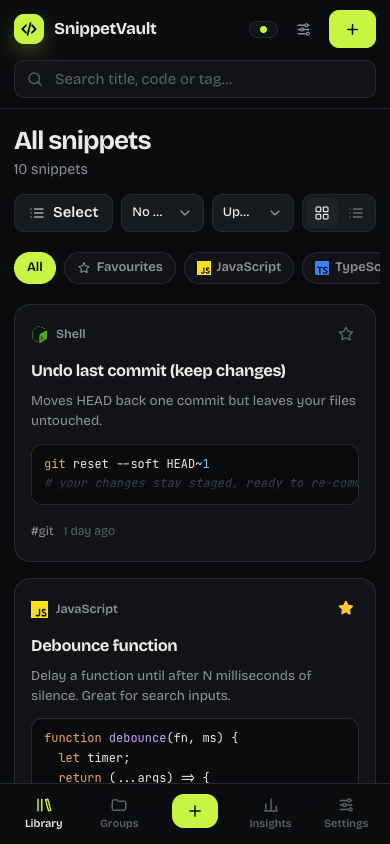 SnippetVault
Search title, code or tag...
All snippets
10 snippets
Select
No ...
Up...
All
Favourites
JS JavaScript
TS TypeSc
Shell
Undo last commit (keep changes)
Moves HEAD back one commit but leaves your files
untouched.
git reset --soft HEAD~1
# your changes stay staged, ready to re-comm
#git 1 day ago
JS JavaScript
Debounce function
Delay a function until after N milliseconds of
silence. Great for search inputs.
function debounce(fn, ms) {
let timer;
return (...args) => {
Library
Groups
Insights
Settings